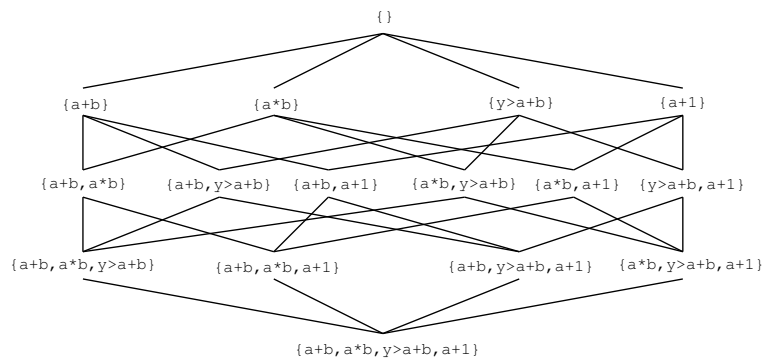 {}
{a+b} {a*b} {y>a+b} {a+1}
{a+b,a*b} {a+b,y>a+b} {a+b,a+1} {a*b,y>a+b} {a*b,a+1} {y>a+b,a+1}
{a+b,a*b,y>a+b} {a+b,a*b,a+1} {a+b,y>a+b,a+1} {a*b,y>a+b,a+1}
{a+b,a*b,y>a+b,a+1}